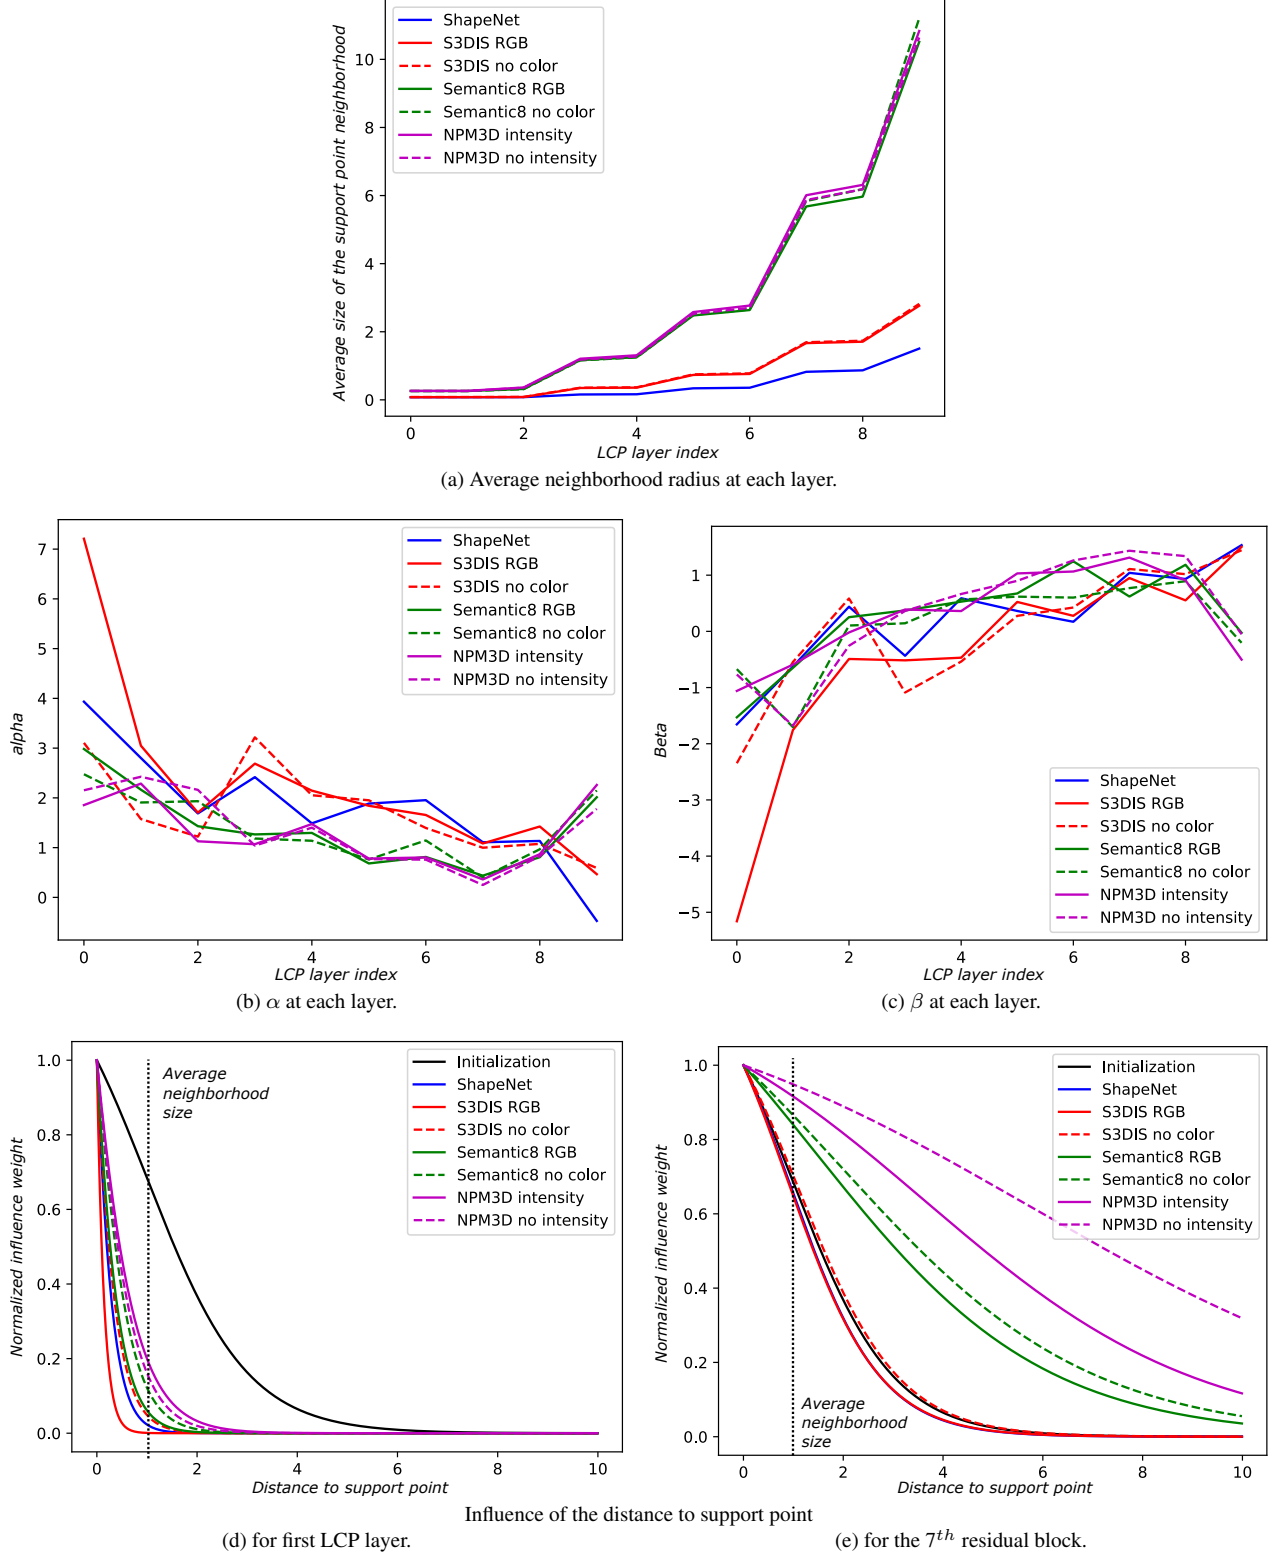 ShapeNet
S3DIS RGB
S3DIS no color
Semantic8 RGB
Semantic8 no color
NPM3D intensity
NPM3D no intensity
Average size of the support point neighborhood
10
8
6
4
2
0
0 2 4 6 8
LCP layer index
(a) Average neighborhood radius at each layer.
ShapeNet
S3DIS RGB
S3DIS no color
Semantic8 RGB
Semantic8 no color
NPM3D intensity
NPM3D no intensity
alpha
7
6
5
4
3
2
1
0
0 2 4 6 8
LCP layer index
(b) α at each layer.
Beta
1
0
−1
−2
−3
−4
−5
ShapeNet
S3DIS RGB
S3DIS no color
Semantic8 RGB
Semantic8 no color
NPM3D intensity
NPM3D no intensity
0 2 4 6 8
LCP layer index
(c) β at each layer.
Normalized influence weight
1.0
0.8
0.6
0.4
0.2
0.0
Average
neighborhood
size
Initialization
ShapeNet
S3DIS RGB
S3DIS no color
Semantic8 RGB
Semantic8 no color
NPM3D intensity
NPM3D no intensity
0 2 4 6 8 10
Distance to support point
Normalized influence weight
1.0
0.8
0.6
0.4
0.2
0.0
Initialization
ShapeNet
S3DIS RGB
S3DIS no color
Semantic8 RGB
Semantic8 no color
NPM3D intensity
NPM3D no intensity
Average
neighborhood
size
0 2 4 6 8 10
Distance to support point
Influence of the distance to support point
(d) for first LCP layer.
(e) for the 7th residual block.